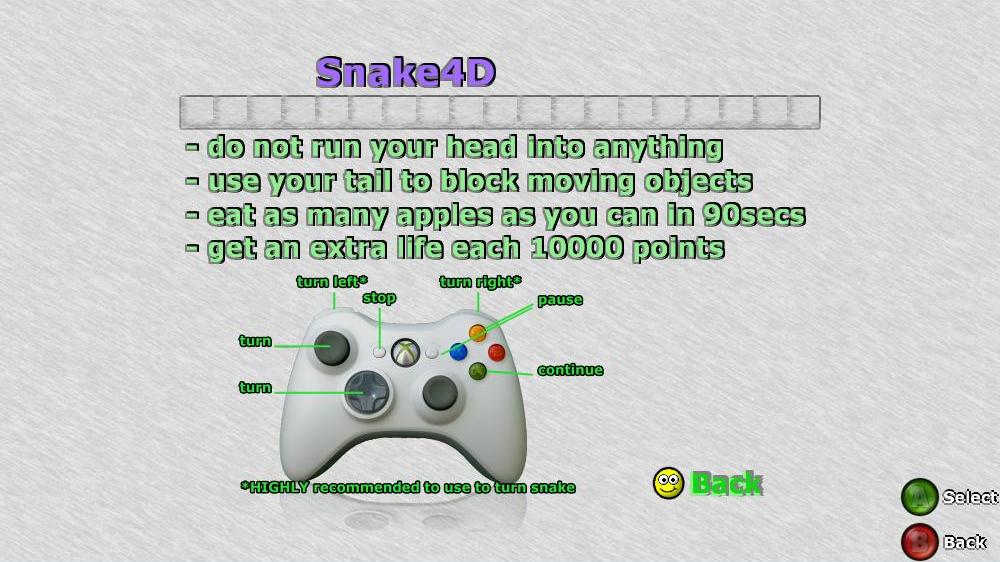 Snake4D
- do not run your head into anything
- use your tail to block moving objects
- eat as many apples as you can in 90secs
- get an extra life each 10000 points
turn left*
turn right*
stop
pause
turn
continue
turn
*HIGHLY recommended to use to turn snake
Back
A Select
B Back